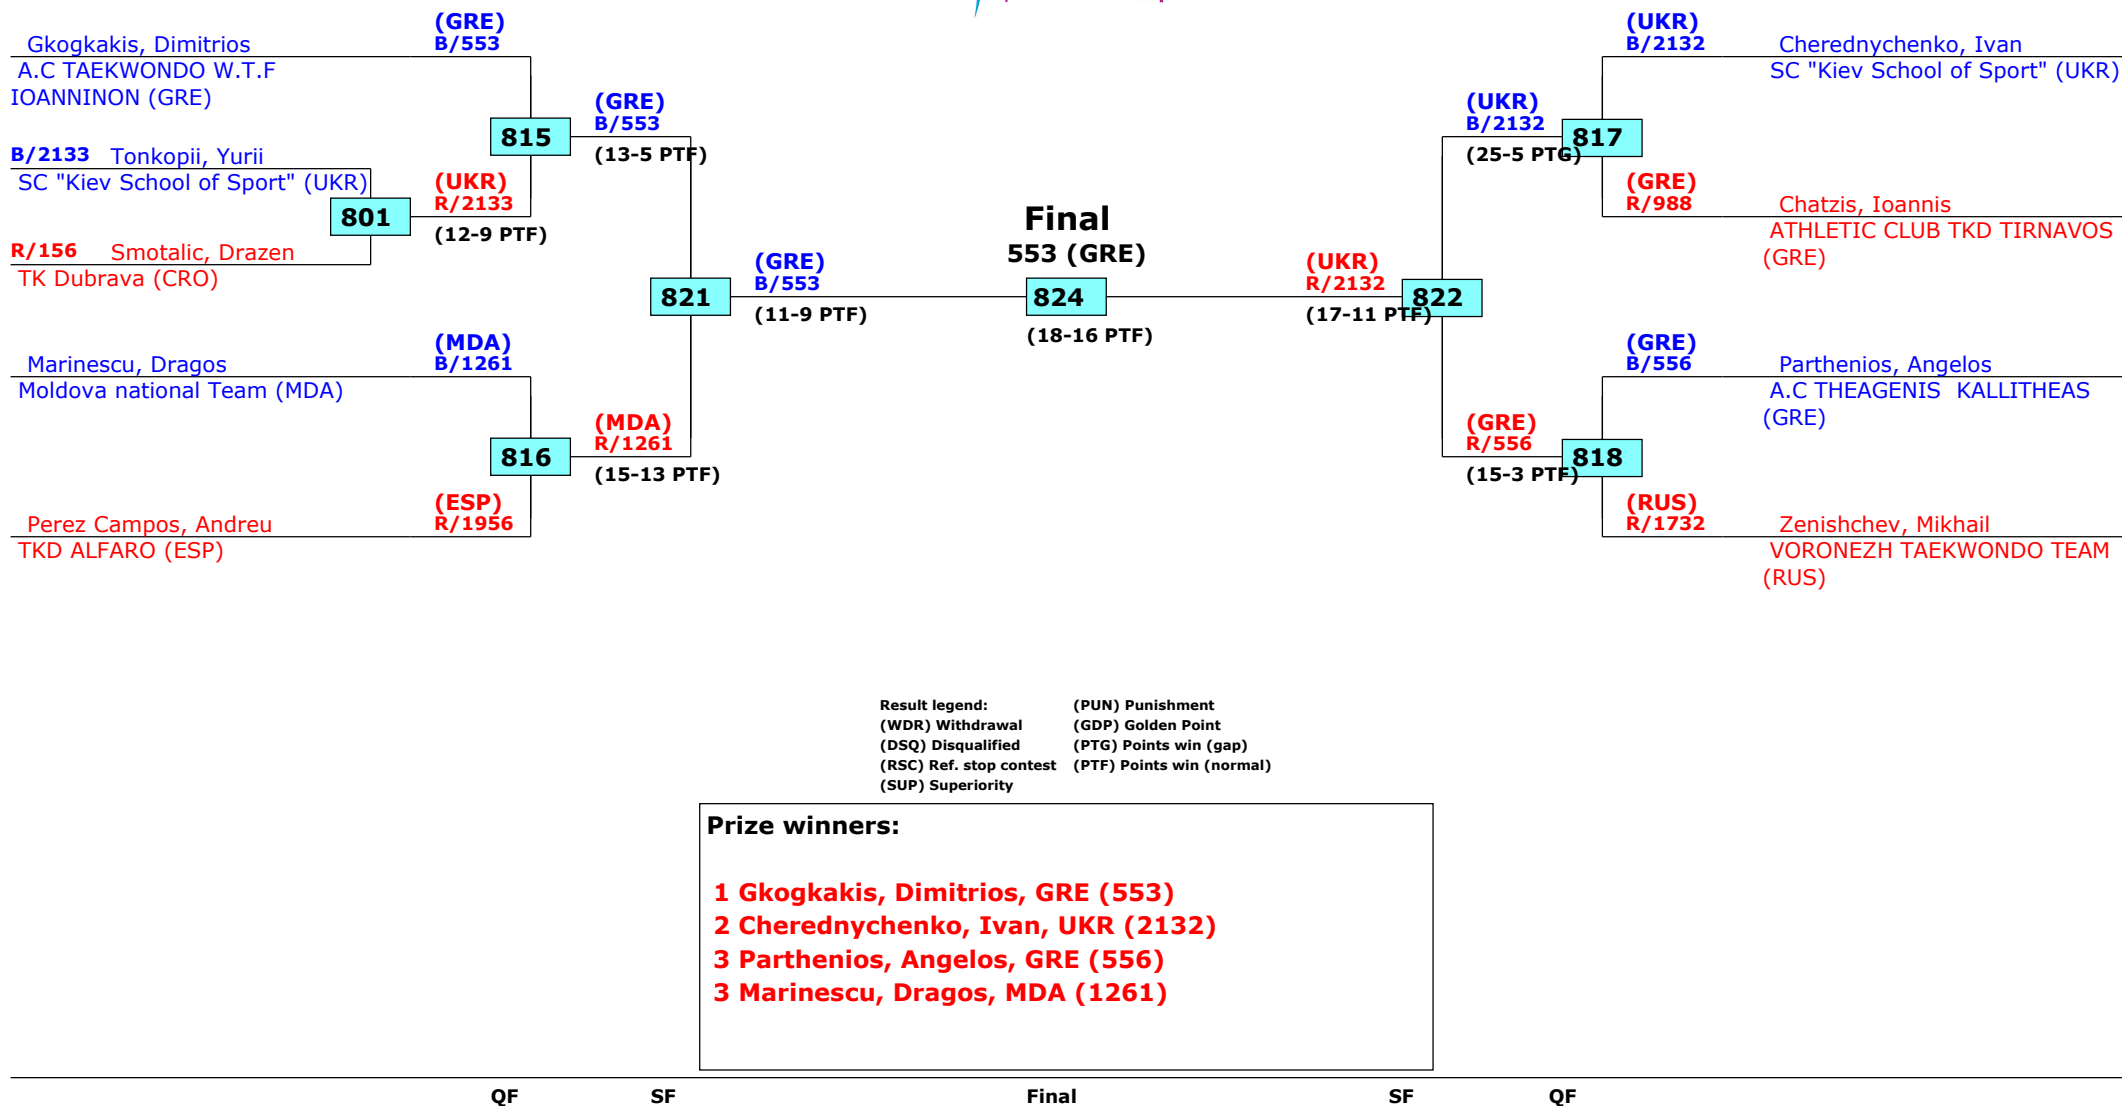 (GRE)
B/553
Gkogkakis, Dimitrios
A.C TAEKWONDO W.T.F
IOANNINON (GRE)
815
(GRE)
B/553
(13-5 PTF)
B/2133 Tonkopii, Yurii
SC "Kiev School of Sport" (UKR)
801
(UKR)
R/2133
(12-9 PTF)
R/156 Smotalic, Drazen
TK Dubrava (CRO)
821
(GRE)
B/553
(11-9 PTF)
(MDA)
B/1261
Marinescu, Dragos
Moldova national Team (MDA)
816
(MDA)
R/1261
(15-13 PTF)
(ESP)
R/1956
Perez Campos, Andreu
TKD ALFARO (ESP)
Final
553 (GRE)
824
(18-16 PTF)
(UKR)
R/2132
(17-11 PTF)
822
(UKR)
B/2132
(25-5 PTG)
817
(UKR)
B/2132
Cherednychenko, Ivan
SC "Kiev School of Sport" (UKR)
(GRE)
R/988
Chatzis, Ioannis
ATHLETIC CLUB TKD TIRNAVOS
(GRE)
(GRE)
B/556
Parthenios, Angelos
A.C THEAGENIS  KALLITHEAS
(GRE)
(GRE)
R/556
(15-3 PTF)
818
(RUS)
R/1732
Zenishchev, Mikhail
VORONEZH TAEKWONDO TEAM
(RUS)
Result legend: (PUN) Punishment
(WDR) Withdrawal (GDP) Golden Point
(DSQ) Disqualified (PTG) Points win (gap)
(RSC) Ref. stop contest (PTF) Points win (normal)
(SUP) Superiority
Prize winners:
1 Gkogkakis, Dimitrios, GRE (553)
2 Cherednychenko, Ivan, UKR (2132)
3 Parthenios, Angelos, GRE (556)
3 Marinescu, Dragos, MDA (1261)
QF SF Final SF QF